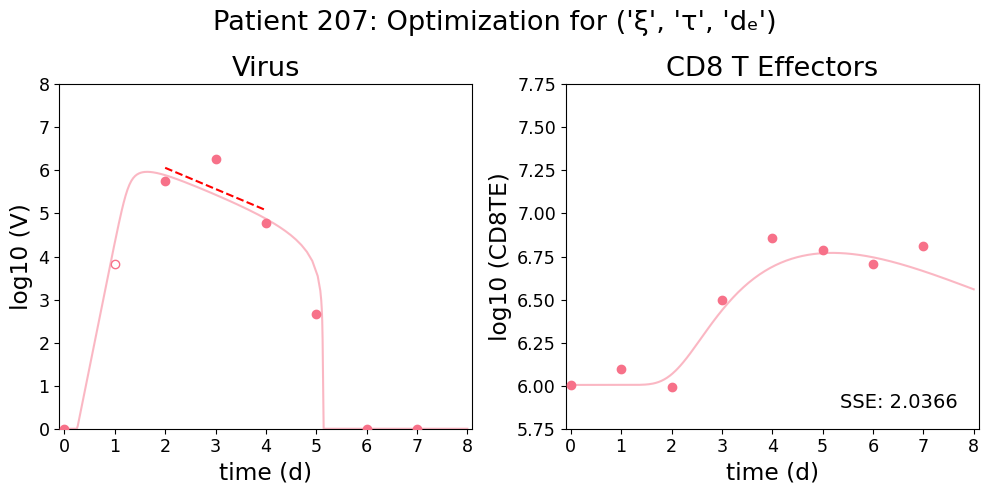 Patient 207: Optimization for ('ξ', 'τ', 'dₑ')
Virus
CD8 T Effectors
log10 (V)
8
7
6
5
4
3
2
1
0
0 1 2 3 4 5 6 7 8
time (d)
log10 (CD8TE)
7.75
7.50
7.25
7.00
6.75
6.50
6.25
6.00
5.75
SSE: 2.0366
0 1 2 3 4 5 6 7 8
time (d)